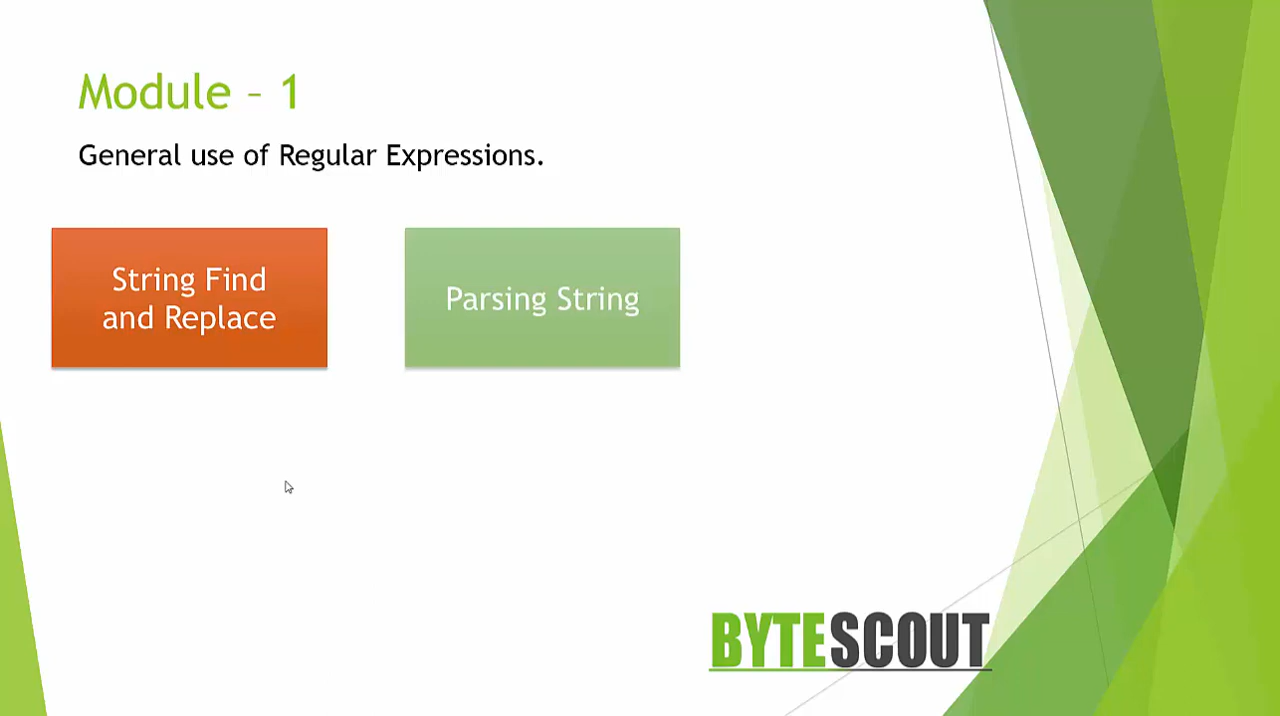 Module – 1
General use of Regular Expressions.
String Find
and Replace
Parsing String
BYTESCOUT